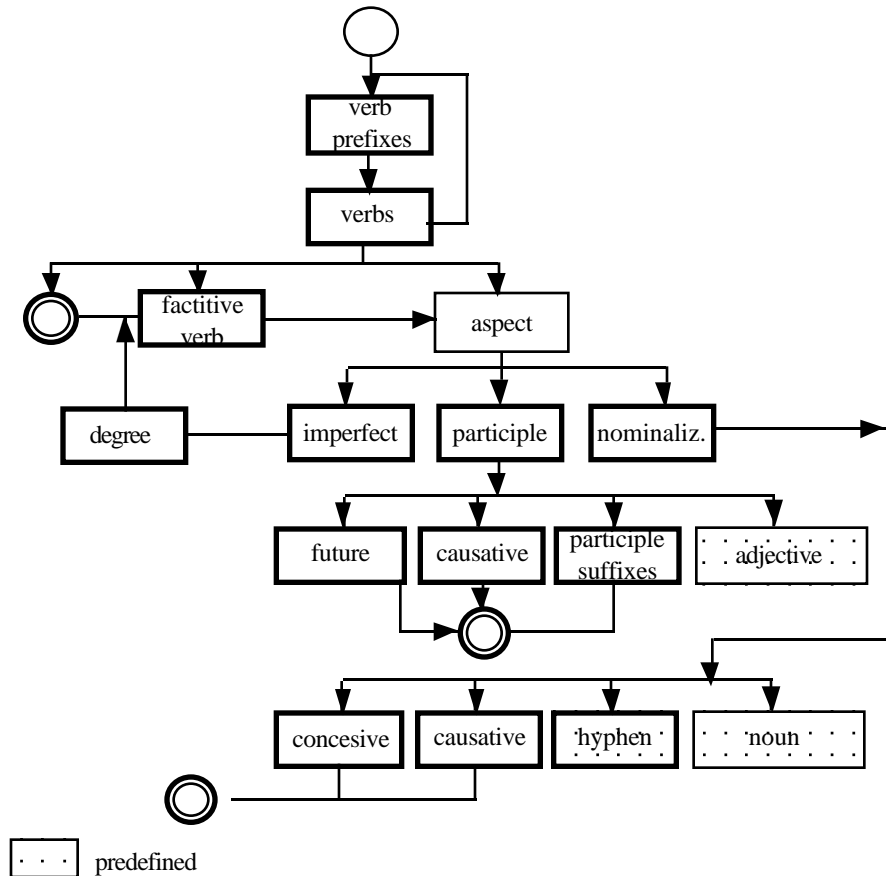 verb
prefixes
verbs
factitive
verb
aspect
degree
imperfect
participle
nominaliz.
future
causative
participle
suffixes
adjective
concesive
causative
hyphen
noun
predefined